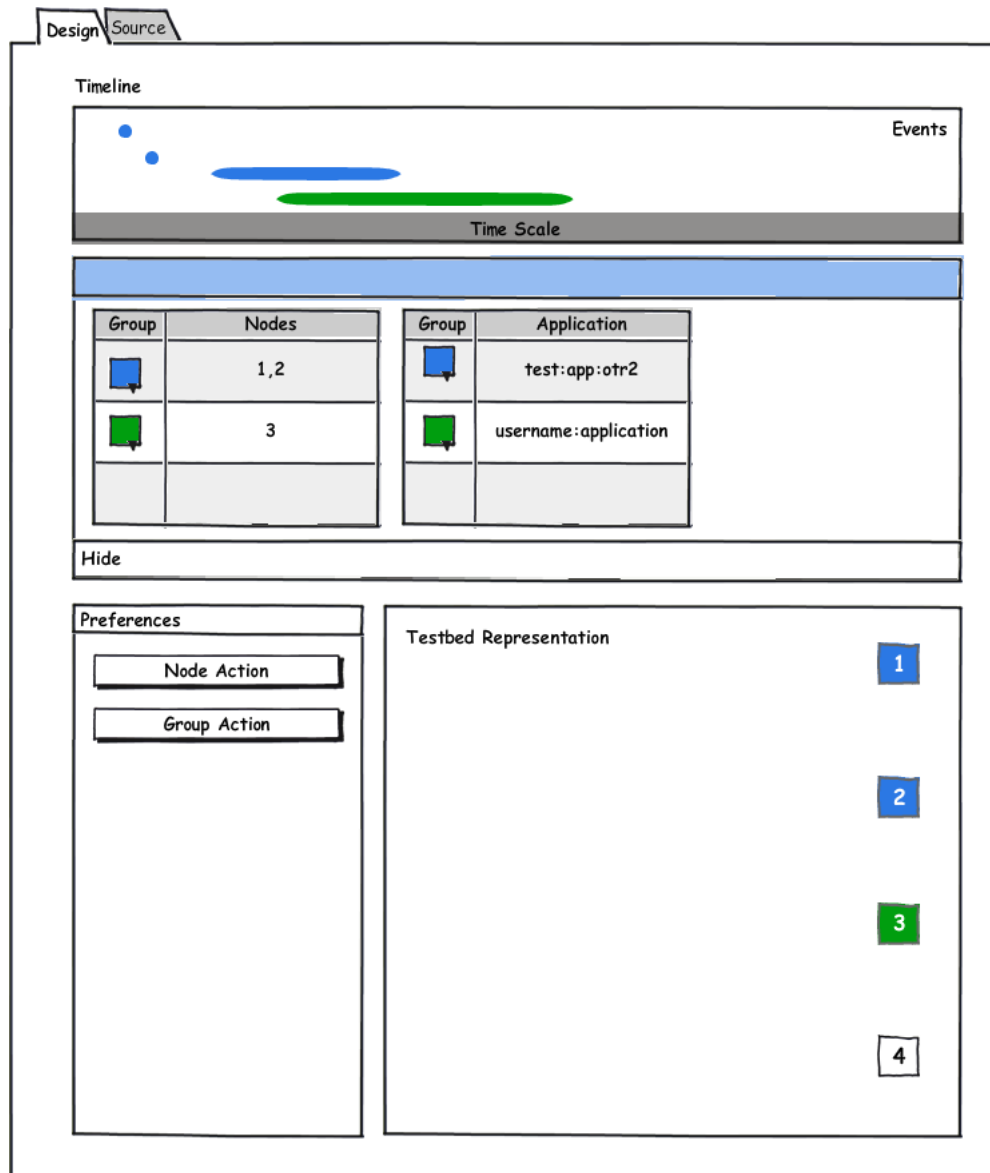 Design Source
Timeline
Events
Time Scale
Group Nodes Group Application
1,2 test:app:otr2
3 username:application
Hide
Preferences
Node Action
Group Action
Testbed Representation
1
2
3
4